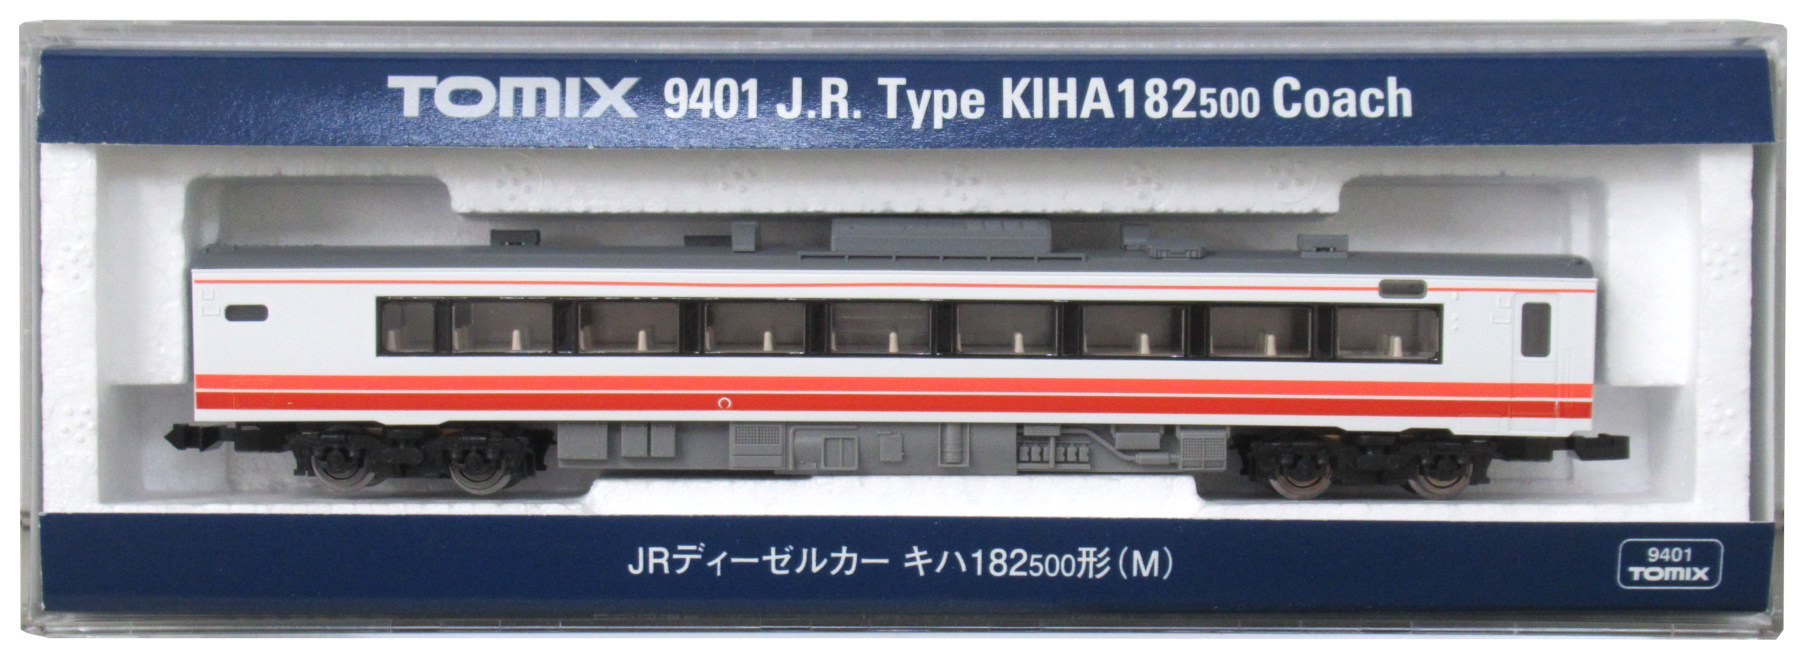 TOMIX 9401 J.R. Type KIHA182500 Coach
JRディーゼルカー キハ182500形(M)
9401
TOMIX